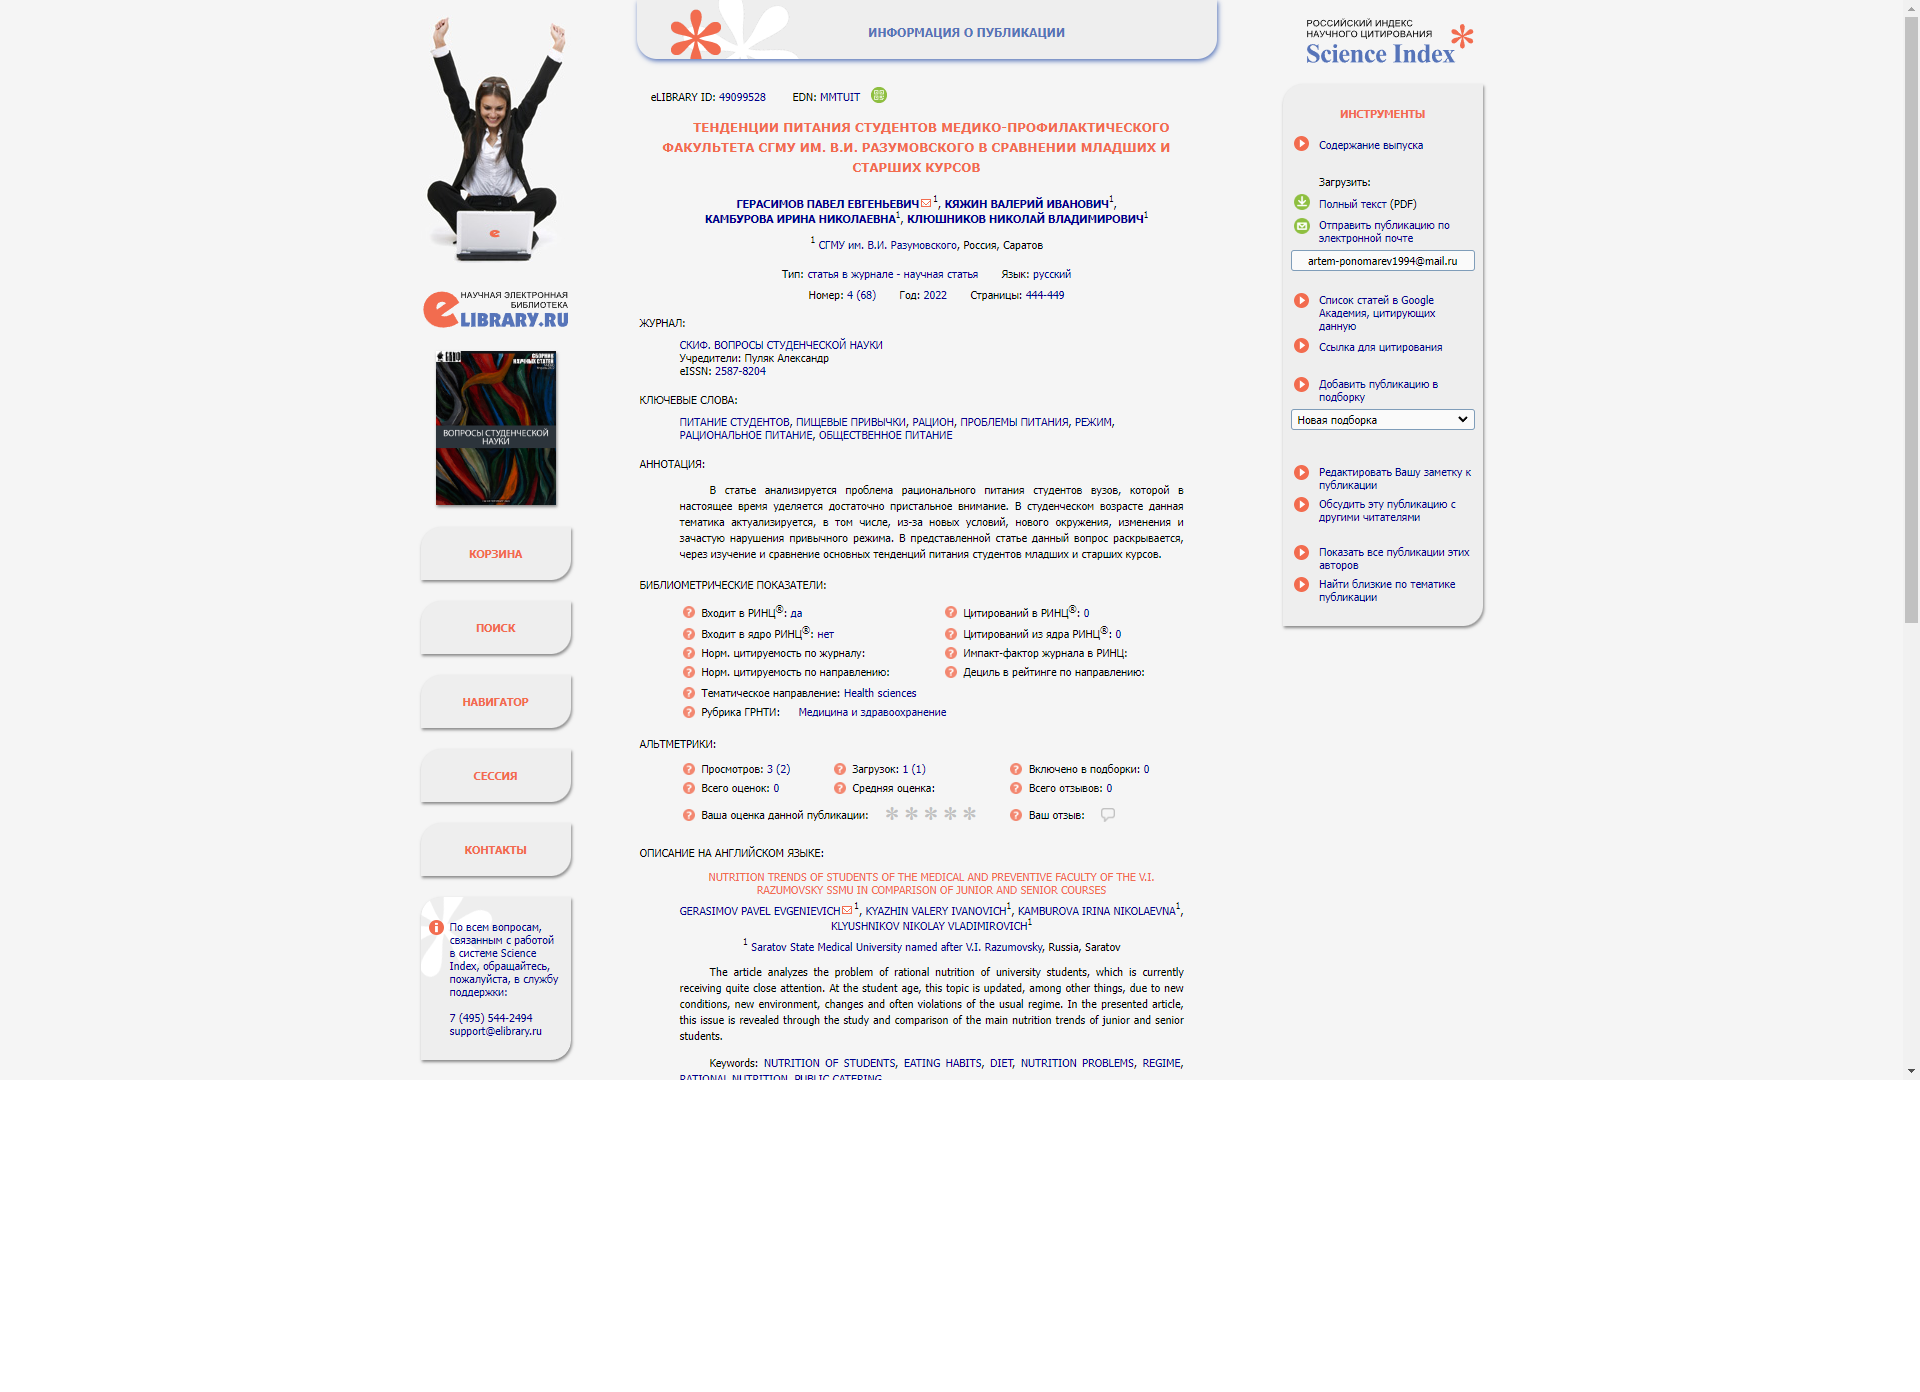 ИНФОРМАЦИЯ О ПУБЛИКАЦИИ
eLIBRARY ID: 49099528 EDN: MMTUIT
ТЕНДЕНЦИИ ПИТАНИЯ СТУДЕНТОВ МЕДИКО-ПРОФИЛАКТИЧЕСКОГО
ФАКУЛЬТЕТА СГМУ ИМ. В.И. РАЗУМОВСКОГО В СРАВНЕНИИ МЛАДШИХ И
СТАРШИХ КУРСОВ
ГЕРАСИМОВ ПАВЕЛ ЕВГЕНЬЕВИЧ 1, КЯЖИН ВАЛЕРИЙ ИВАНОВИЧ1,
КАМБУРОВА ИРИНА НИКОЛАЕВНА1, КЛЮШНИКОВ НИКОЛАЙ ВЛАДИМИРОВИЧ1
1 СГМУ им. В.И. Разумовского, Россия, Саратов
Тип: статья в журнале - научная статья Язык: русский
Номер: 4 (68) Год: 2022 Страницы: 444-449
ЖУРНАЛ:
СКИФ. ВОПРОСЫ СТУДЕНЧЕСКОЙ НАУКИ
Учредители: Пуляк Александр
eISSN: 2587-8204
КЛЮЧЕВЫЕ СЛОВА:
ПИТАНИЕ СТУДЕНТОВ, ПИЩЕВЫЕ ПРИВЫЧКИ, РАЦИОН, ПРОБЛЕМЫ ПИТАНИЯ, РЕЖИМ,
РАЦИОНАЛЬНОЕ ПИТАНИЕ, ОБЩЕСТВЕННОЕ ПИТАНИЕ
АННОТАЦИЯ:
В статье анализируется проблема рационального питания студентов вузов, которой в
настоящее время уделяется достаточно пристальное внимание. В студенческом возрасте данная
тематика актуализируется, в том числе, из-за новых условий, нового окружения, изменения и
зачастую нарушения привычного режима. В представленной статье данный вопрос раскрывается,
через изучение и сравнение основных тенденций питания студентов младших и старших курсов.
БИБЛИОМЕТРИЧЕСКИЕ ПОКАЗАТЕЛИ:
Входит в РИНЦ®: да Цитирований в РИНЦ®: 0
Входит в ядро РИНЦ®: нет Цитирований из ядра РИНЦ®: 0
Норм. цитируемость по журналу: Импакт-фактор журнала в РИНЦ:
Норм. цитируемость по направлению: Дециль в рейтинге по направлению:
Тематическое направление: Health sciences
Рубрика ГРНТИ: Медицина и здравоохранение
АЛЬТМЕТРИКИ:
Просмотров: 3 (2) Загрузок: 1 (1) Включено в подборки: 0
Всего оценок: 0 Средняя оценка: Всего отзывов: 0
Ваша оценка данной публикации: Ваш отзыв:
ОПИСАНИЕ НА АНГЛИЙСКОМ ЯЗЫКЕ:
NUTRITION TRENDS OF STUDENTS OF THE MEDICAL AND PREVENTIVE FACULTY OF THE V.I.
RAZUMOVSKY SSMU IN COMPARISON OF JUNIOR AND SENIOR COURSES
GERASIMOV PAVEL EVGENIEVICH 1, KYAZHIN VALERY IVANOVICH1, KAMBUROVA IRINA NIKOLAEVNA1,
KLYUSHNIKOV NIKOLAY VLADIMIROVICH1
1 Saratov State Medical University named after V.I. Razumovsky, Russia, Saratov
The article analyzes the problem of rational nutrition of university students, which is currently
receiving quite close attention. At the student age, this topic is updated, among other things, due to new
conditions, new environment, changes and often violations of the usual regime. In the presented article,
this issue is revealed through the study and comparison of the main nutrition trends of junior and senior
students.
Keywords: NUTRITION OF STUDENTS, EATING HABITS, DIET, NUTRITION PROBLEMS, REGIME,
RATIONAL NUTRITION, PUBLIC CATERING
e
НАУЧНАЯ ЭЛЕКТРОННАЯ
БИБЛИОТЕКА
eLIBRARY.RU
СБОРНИК
НАУЧНЫХ СТАТЕЙ
ВОПРОСЫ СТУДЕНЧЕСКОЙ
НАУКИ
КОРЗИНА
ПОИСК
НАВИГАТОР
СЕССИЯ
КОНТАКТЫ
По всем вопросам,
связанным с работой
в системе Science
Index, обращайтесь,
пожалуйста, в службу
поддержки:
7 (495) 544-2494
support@elibrary.ru
РОССИЙСКИЙ ИНДЕКС
НАУЧНОГО ЦИТИРОВАНИЯ
Science Index
ИНСТРУМЕНТЫ
Содержание выпуска
Загрузить:
Полный текст (PDF)
Отправить публикацию по
электронной почте
artem-ponomarev1994@mail.ru
Список статей в Google
Академия, цитирующих
данную
Ссылка для цитирования
Добавить публикацию в
подборку
Новая подборка
Редактировать Вашу заметку к
публикации
Обсудить эту публикацию с
другими читателями
Показать все публикации этих
авторов
Найти близкие по тематике
публикации